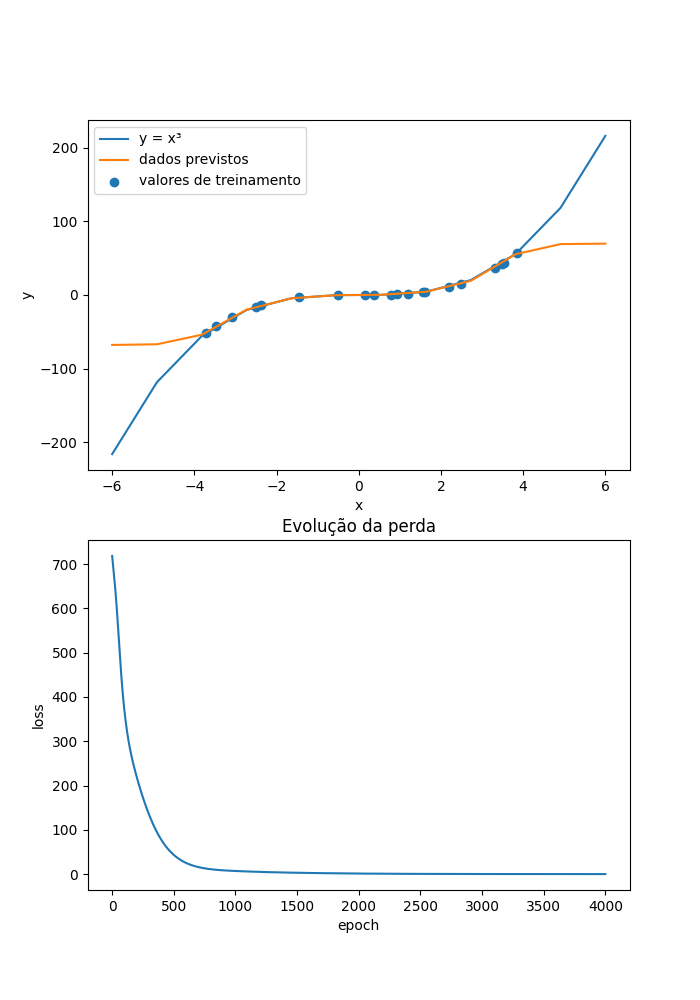 y = x³
dados previstos
valores de treinamento
200
100
0
−100
−200
y
−6 −4 −2 0 2 4 6
x
Evolução da perda
700
600
500
400
300
200
100
0
loss
0 500 1000 1500 2000 2500 3000 3500 4000
epoch